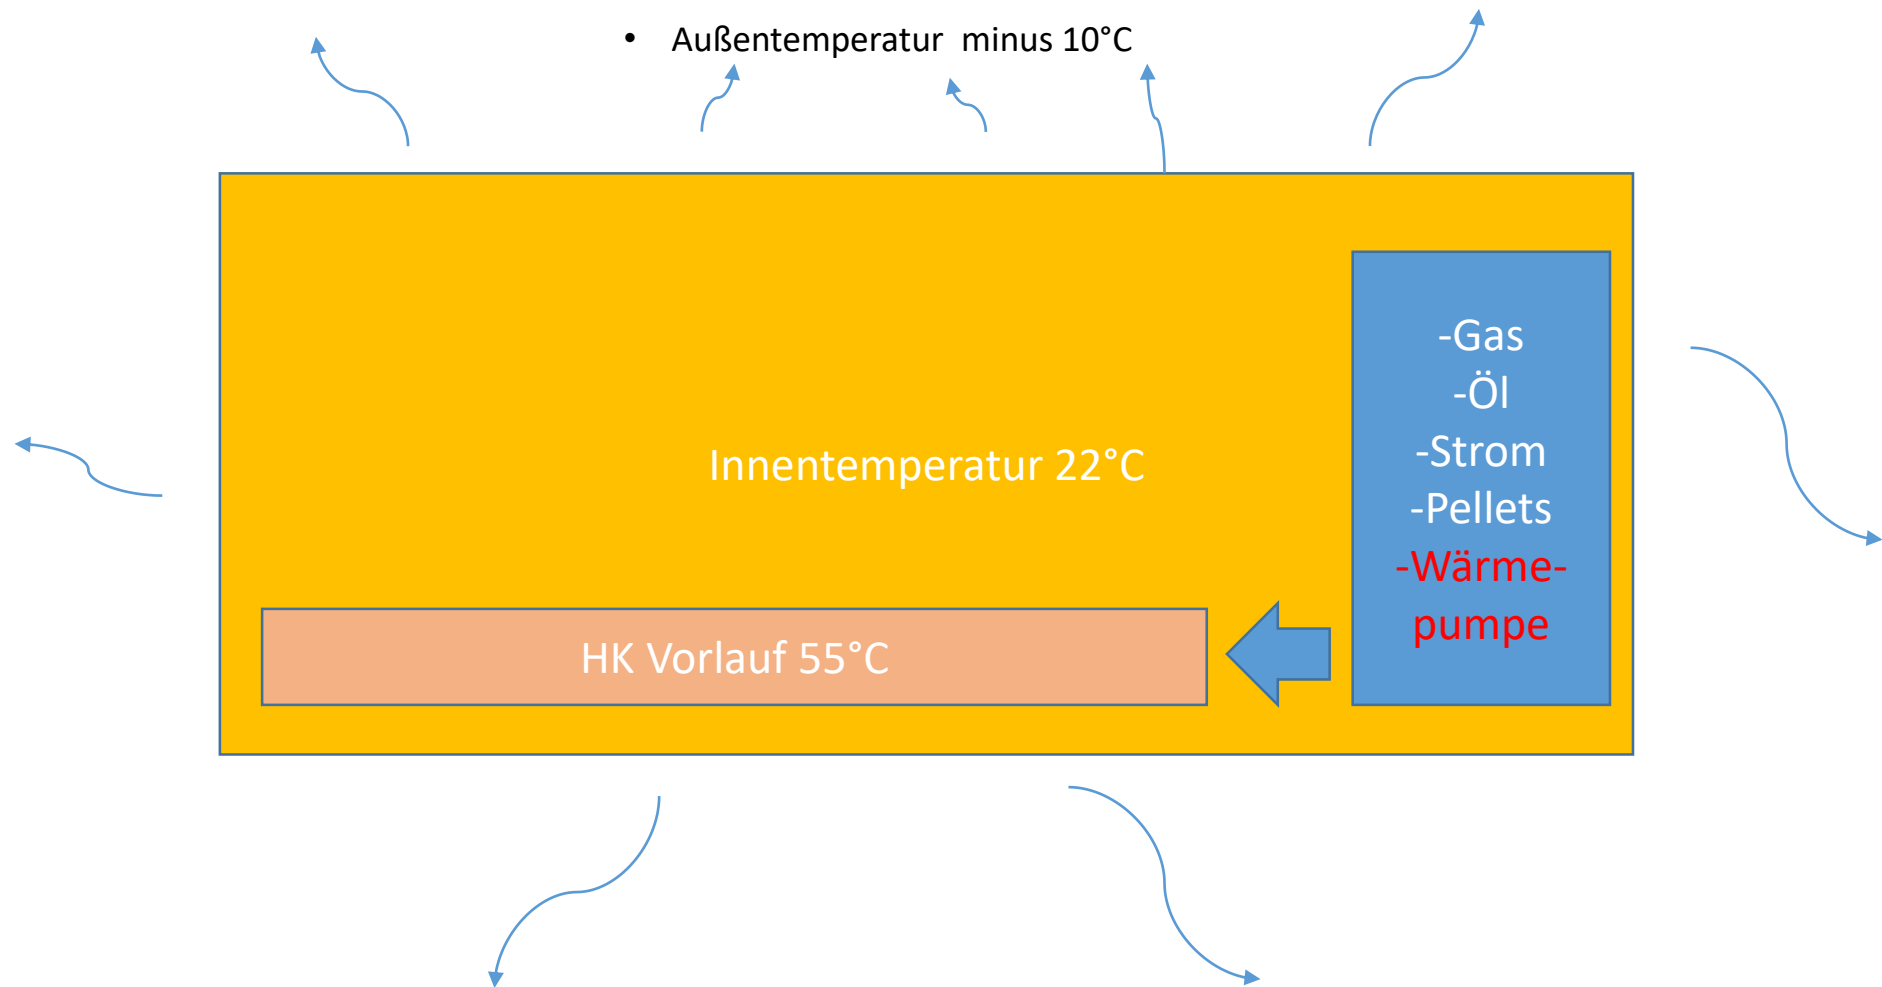 • Außentemperatur  minus 10°C
-Gas
-Öl
-Strom
Innentemperatur 22°C
-Pellets
-Wärme-
pumpe
HK Vorlauf 55°C